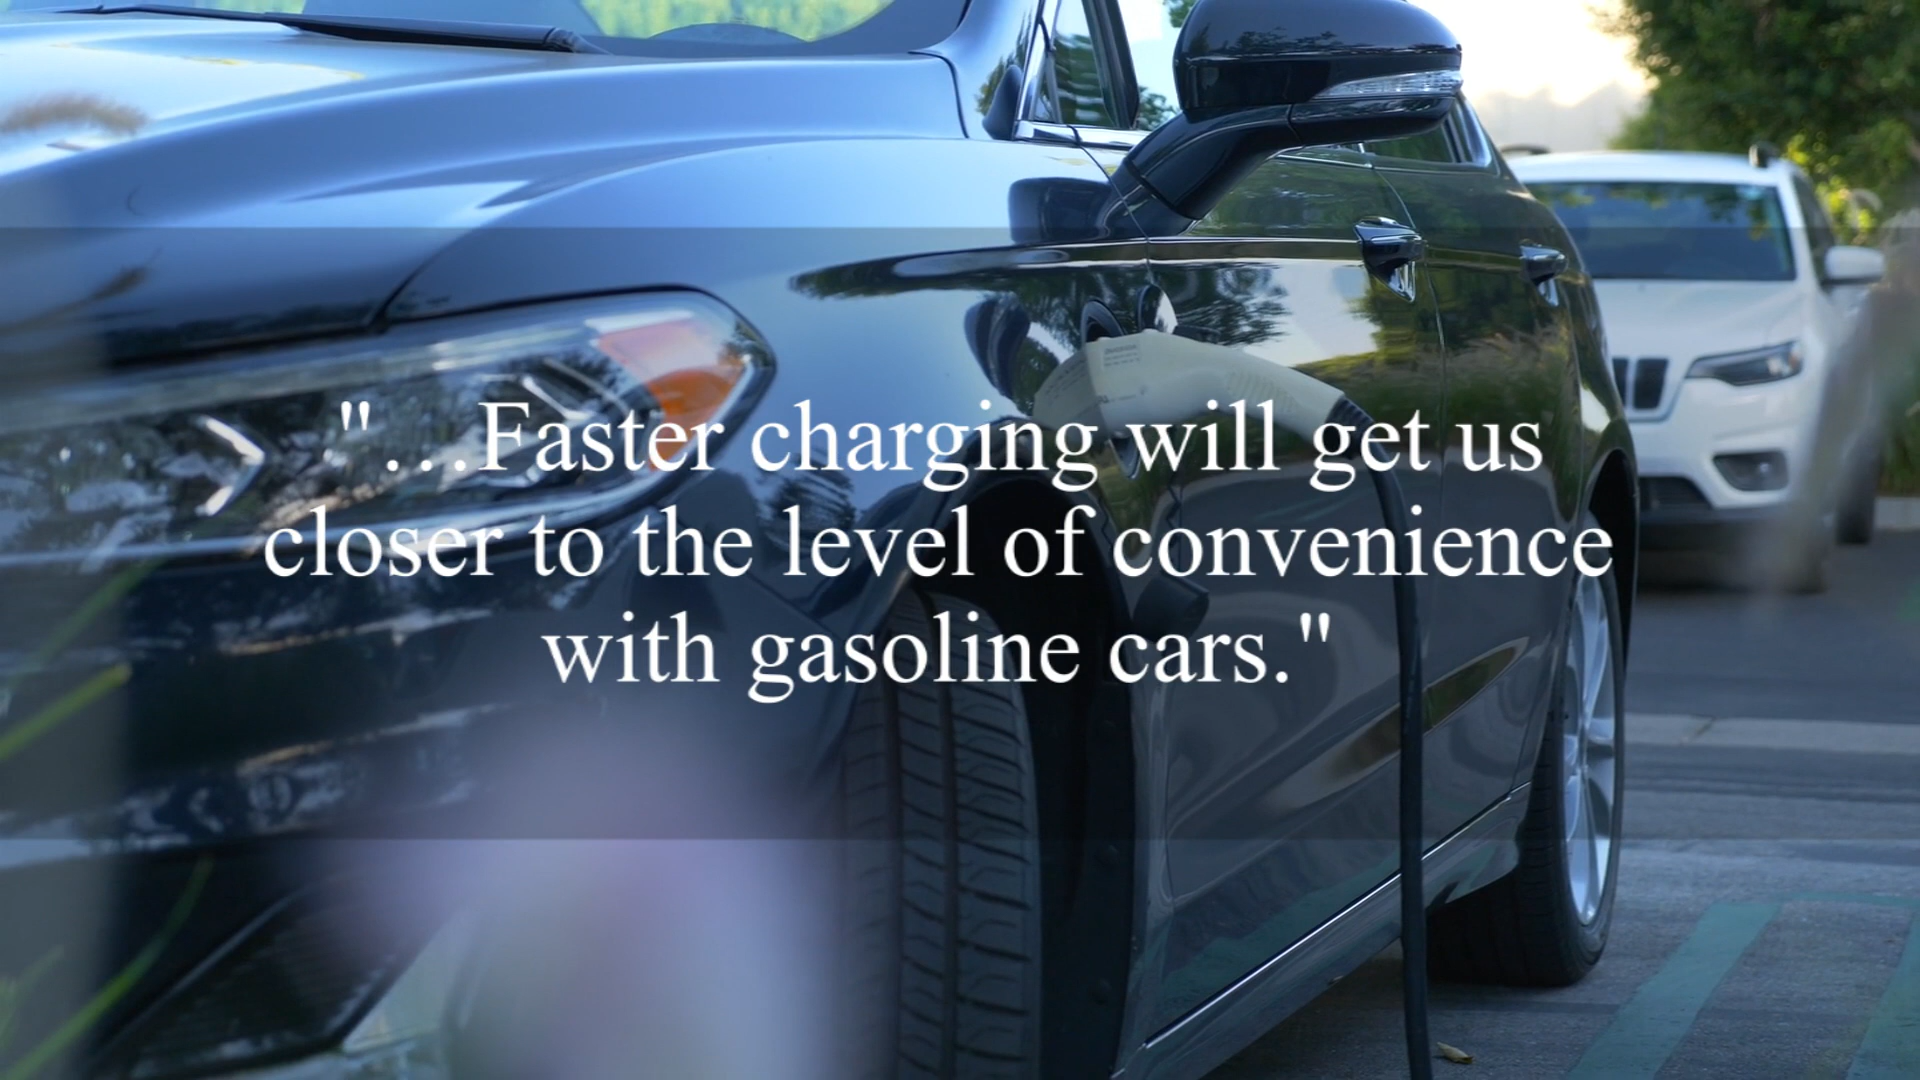 "…Faster charging will get us
closer to the level of convenience
with gasoline cars."